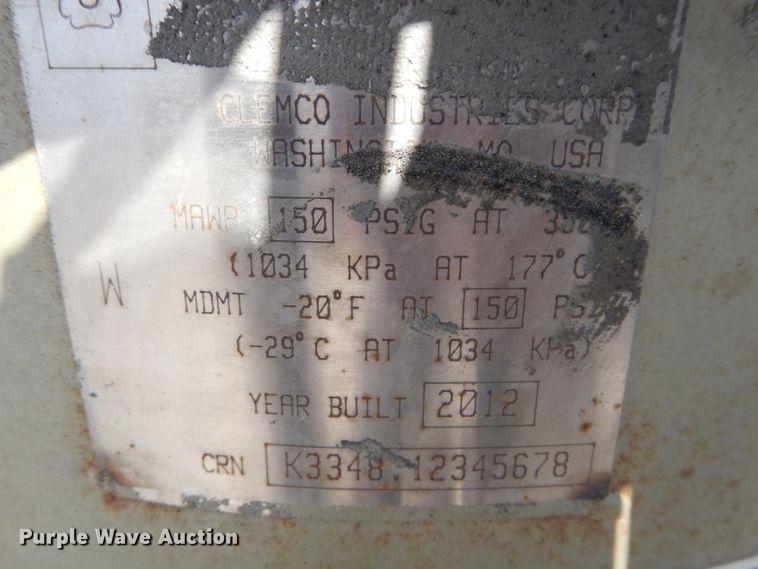 CLEMCO INDUSTRIES CORP
MO, USA
MAWP 150 PSIG AT
(1034 KPa AT 177°C
W
MDMT -20°F AT 150
(-29°C AT 1034 KPa)
YEAR BUILT 2012
CRN K3348.12345678
Purple Wave Auction